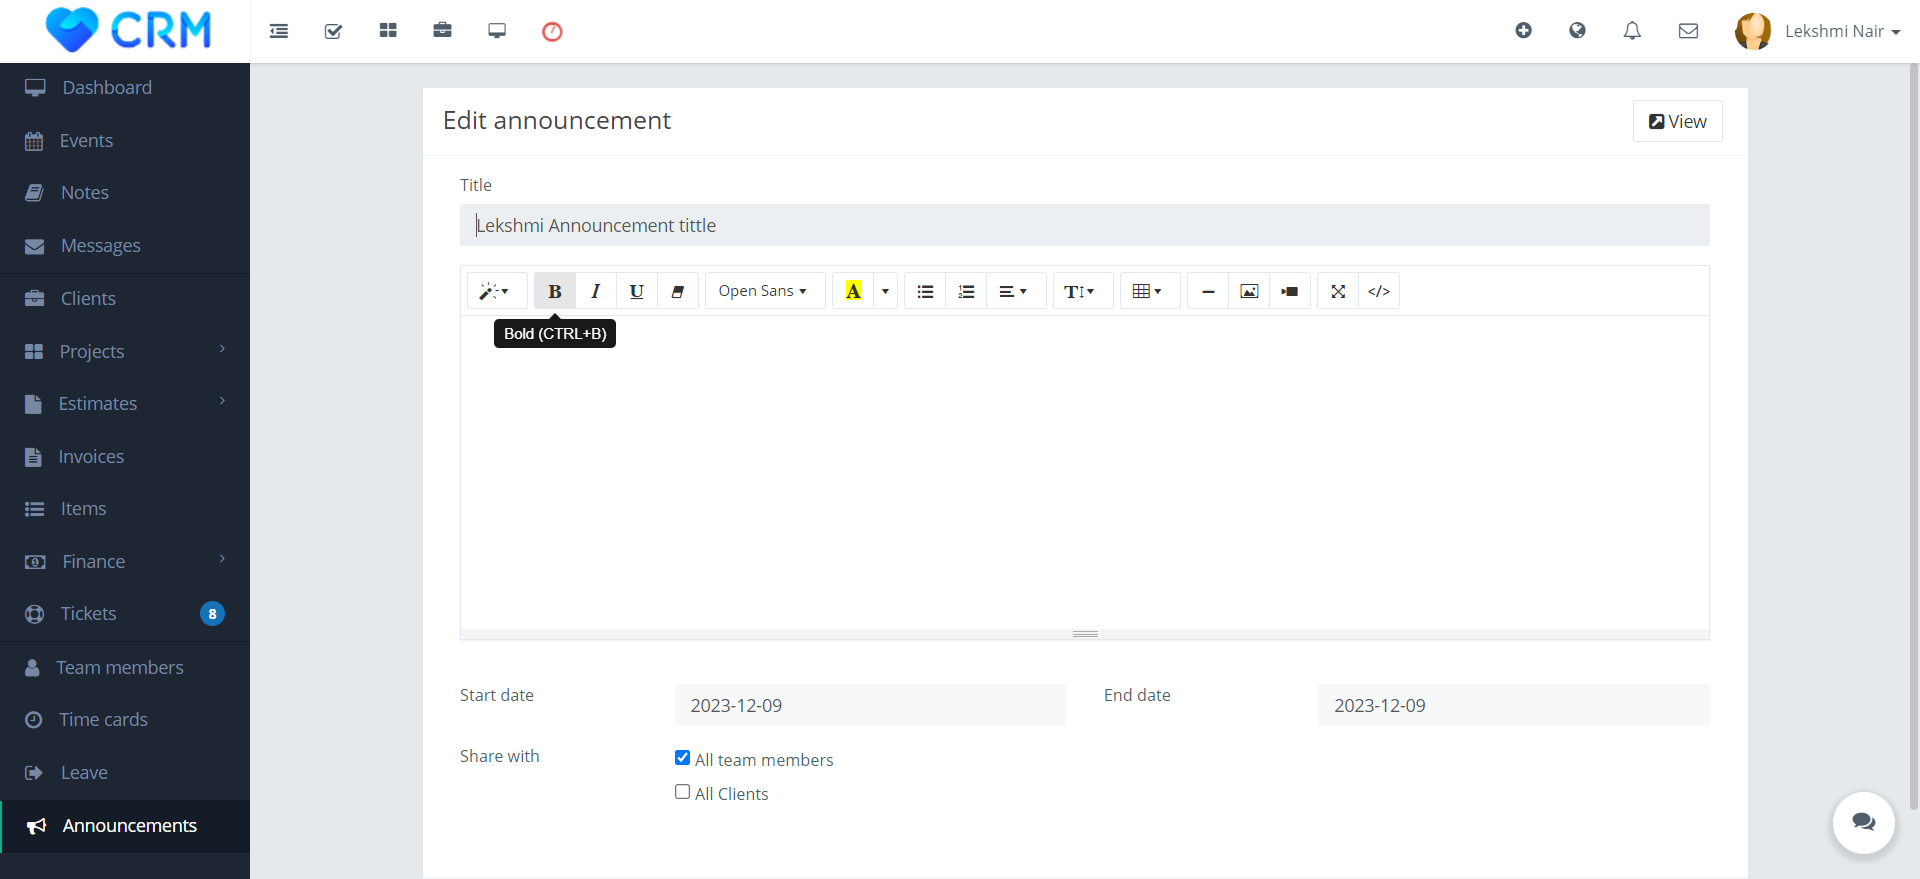 CRM
Lekshmi Nair
Dashboard
Events
Notes
Messages
Clients
Projects
Estimates
Invoices
Items
Finance
Tickets 8
Team members
Time cards
Leave
Announcements
Edit announcement
View
Title
Lekshmi Announcement tittle
B I U Open Sans A T </>
Bold (CTRL+B)
Start date 2023-12-09 End date 2023-12-09
Share with All team members
All Clients